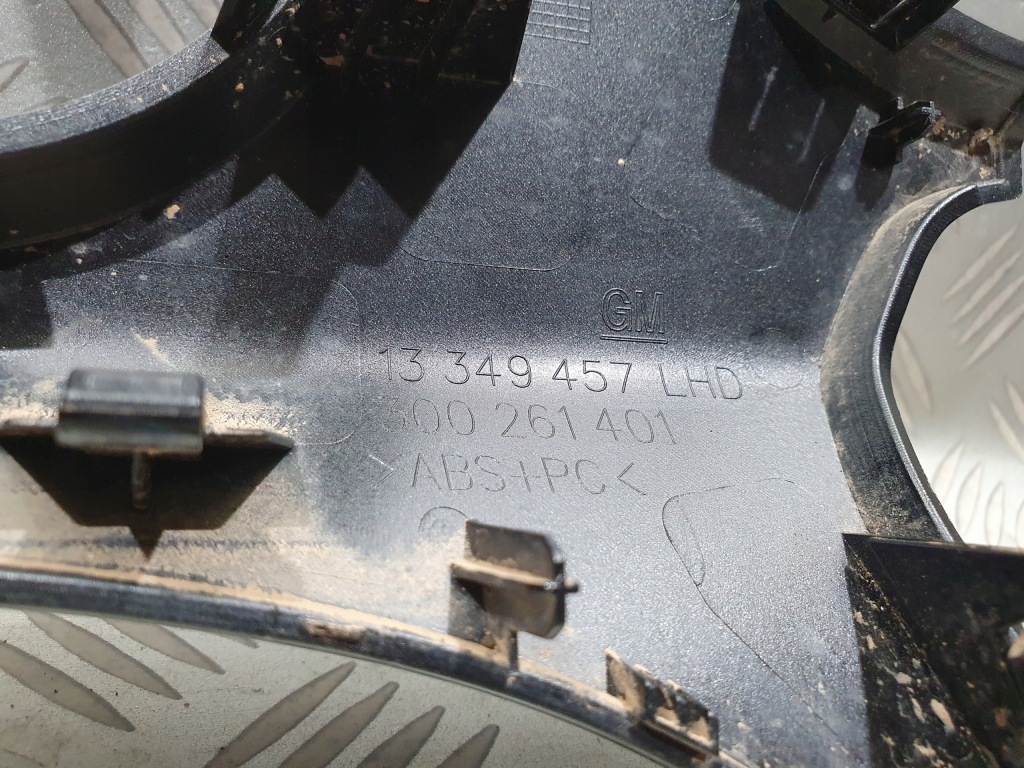 GM
13 349 457 LHD
300 261 401
>ABS+PC<